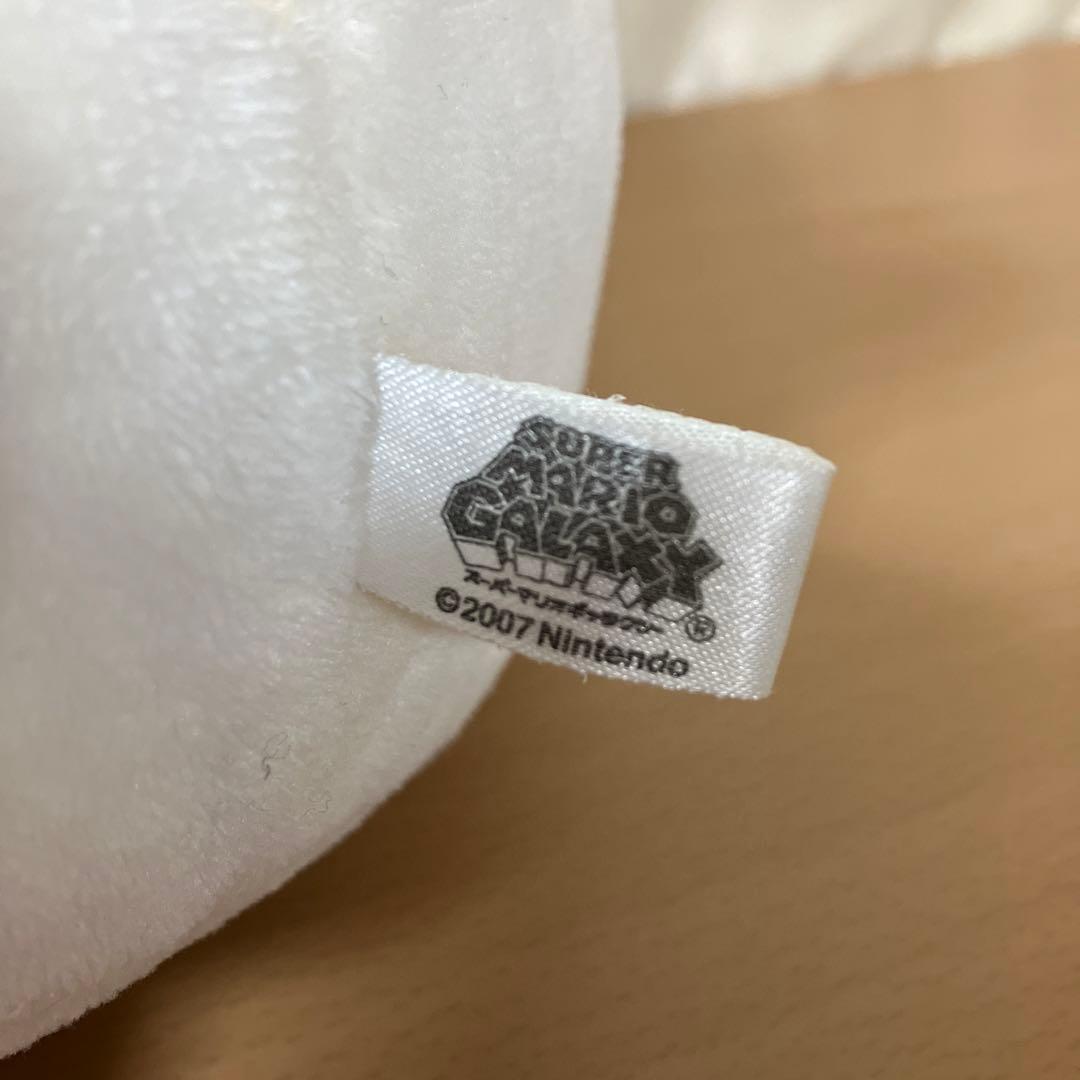 SUPER
MARIO
GALAXY
スーパーマリオギャラクシー
®
©2007 Nintendo